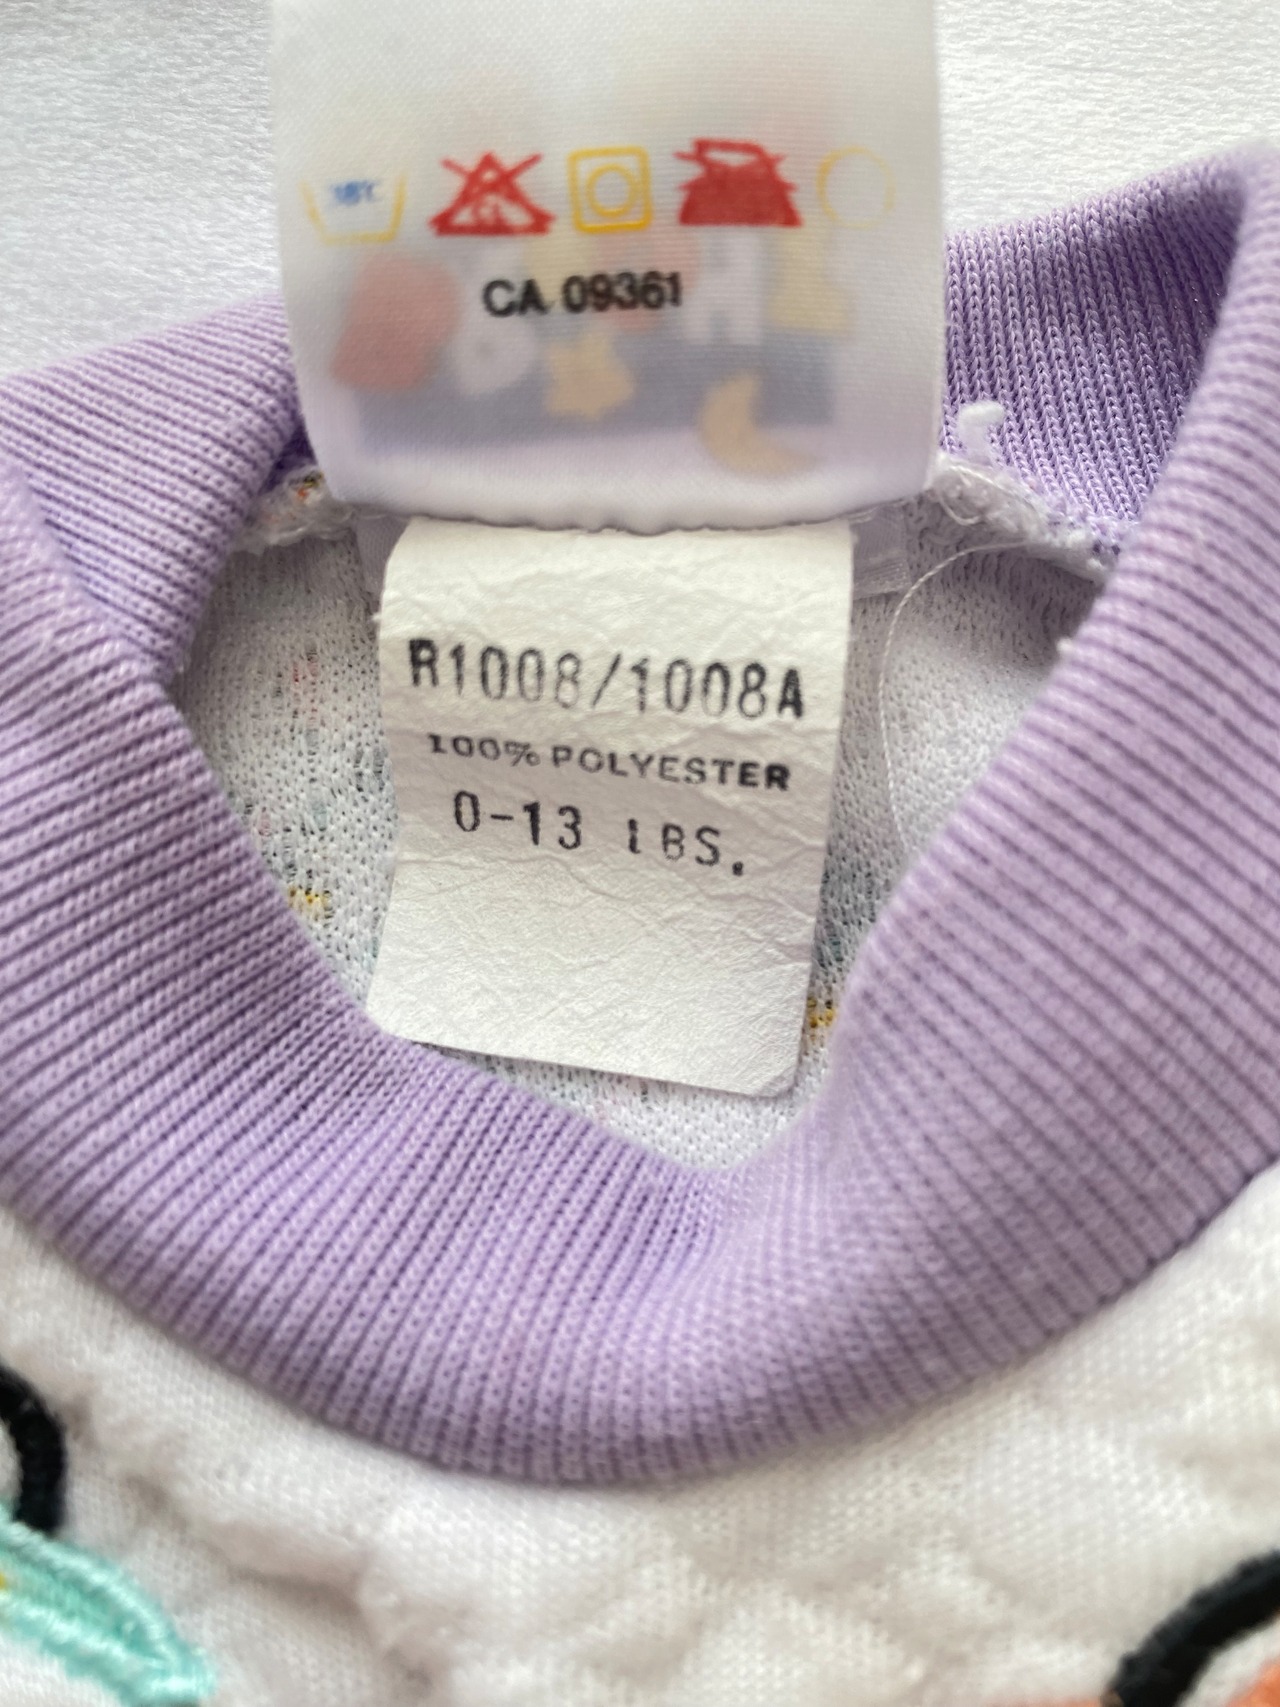 CA 09361
R1008/1008A
100% POLYESTER
0-13 LBS.